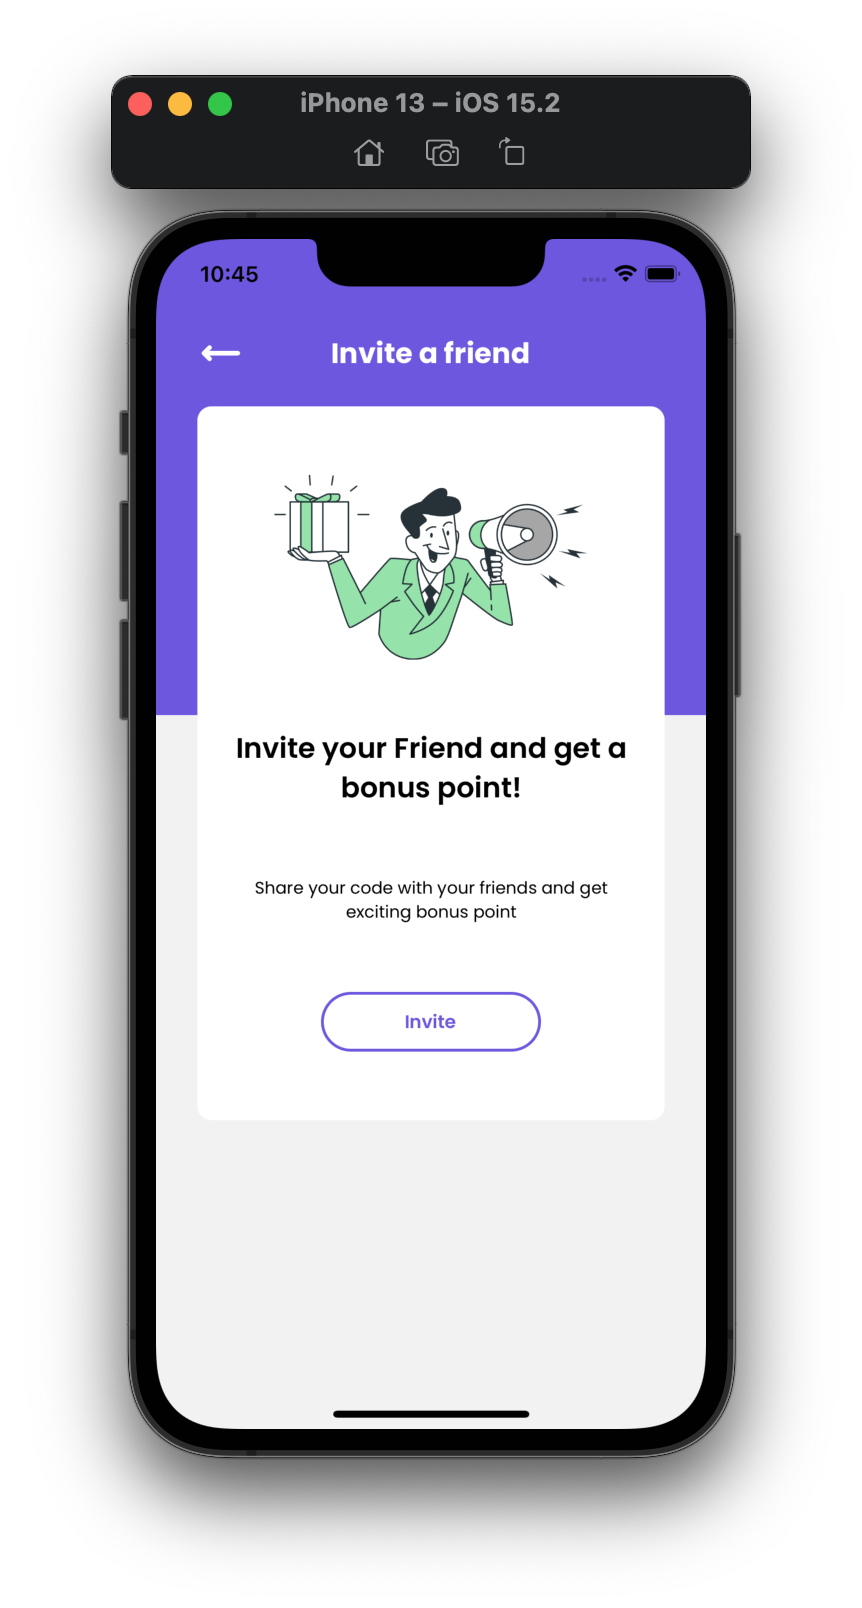 iPhone 13 – iOS 15.2
10:45
Invite a friend
Invite your Friend and get a
bonus point!
Share your code with your friends and get
exciting bonus point
Invite